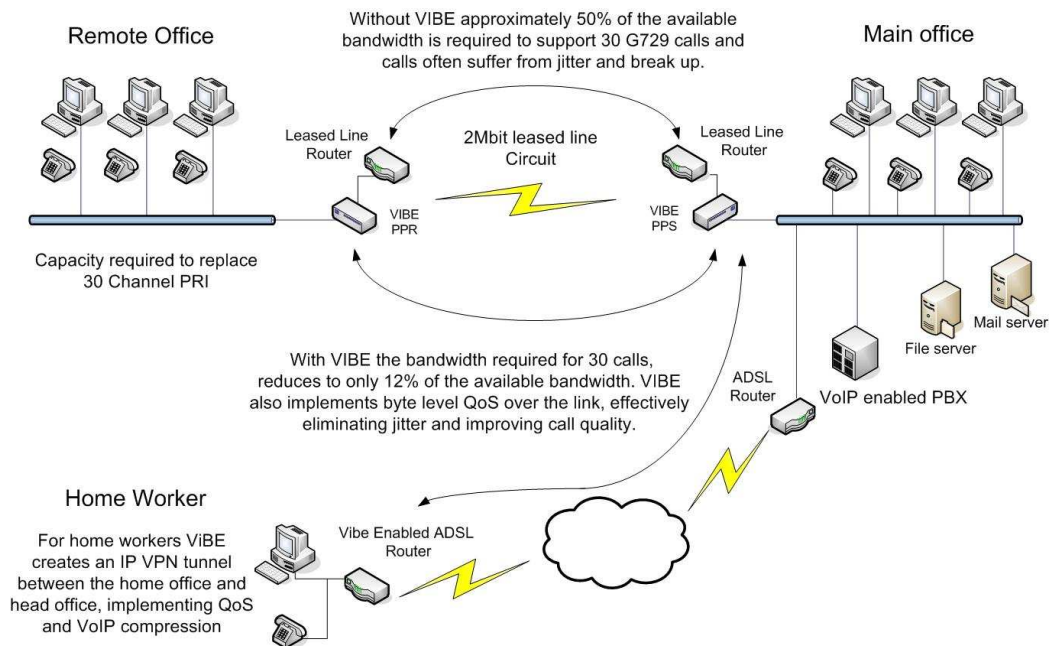 Remote Office
Without VIBE approximately 50% of the available
bandwidth is required to support 30 G729 calls and
calls often suffer from jitter and break up.
Main office
Leased Line
Router
2Mbit leased line
Circuit
Leased Line
Router
VIBE
PPR
VIBE
PPS
Capacity required to replace
30 Channel PRI
Mail server
File server
VoIP enabled PBX
With VIBE the bandwidth required for 30 calls,
reduces to only 12% of the available bandwidth. VIBE
also implements byte level QoS over the link, effectively
eliminating jitter and improving call quality.
ADSL
Router
Home Worker
For home workers ViBE
creates an IP VPN tunnel
between the home office and
head office, implementing QoS
and VoIP compression
Vibe Enabled ADSL
Router